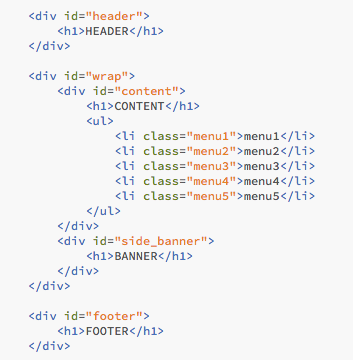 <div id="header">
<h1>HEADER</h1>
</div>
<div id="wrap">
<div id="content">
<h1>CONTENT</h1>
<ul>
<li class="menu1">menu1</li>
<li class="menu2">menu2</li>
<li class="menu3">menu3</li>
<li class="menu4">menu4</li>
<li class="menu5">menu5</li>
</ul>
</div>
<div id="side_banner">
<h1>BANNER</h1>
</div>
</div>
<div id="footer">
<h1>FOOTER</h1>
</div>